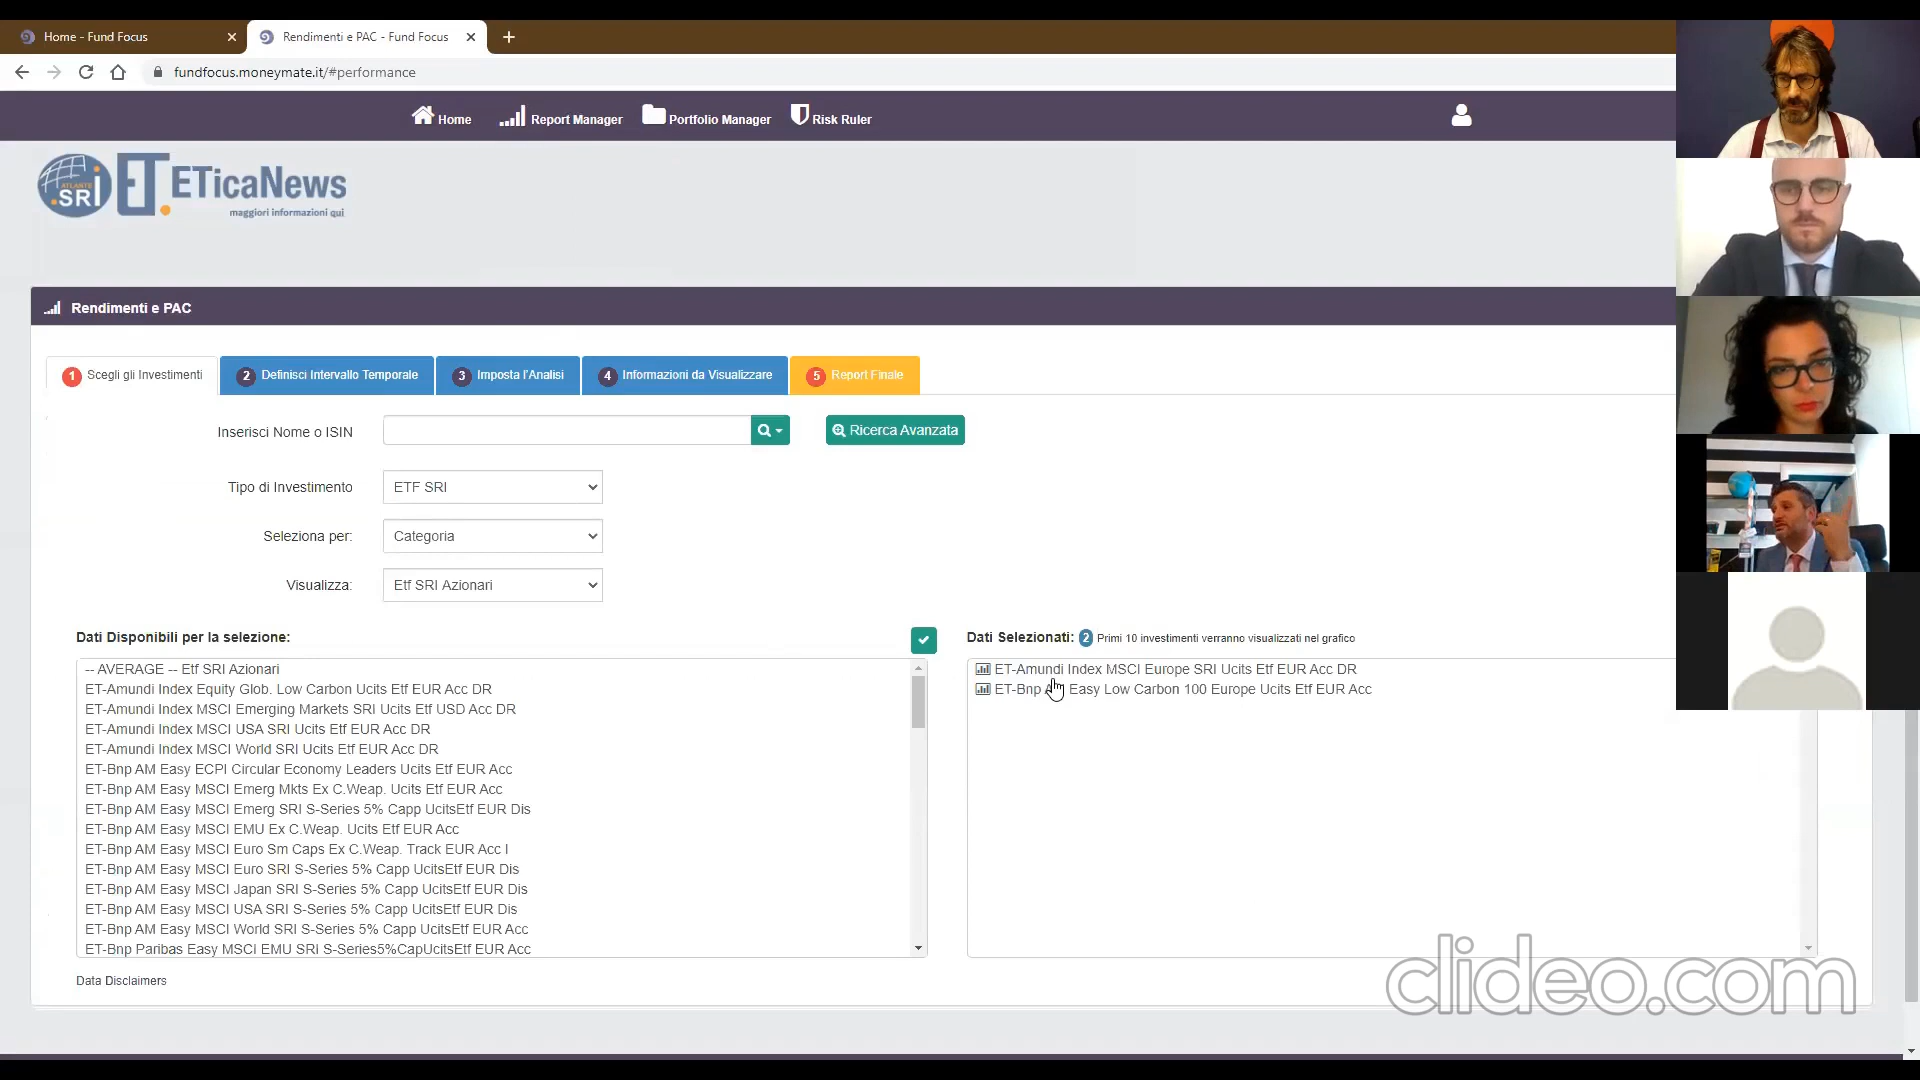 Home - Fund Focus
Rendimenti e PAC - Fund Focus
fundfocus.moneymate.it/#performance
Home
Report Manager
Portfolio Manager
Risk Ruler
ATLANTE
.SRI
ET.
ETicaNews
maggiori informazioni qui
Rendimenti e PAC
1 Scegli gli Investimenti
2 Definisci Intervallo Temporale
3 Imposta l'Analisi
4 Informazioni da Visualizzare
5 Report Finale
Inserisci Nome o ISIN
Ricerca Avanzata
Tipo di Investimento
ETF SRI
Seleziona per:
Categoria
Visualizza:
Etf SRI Azionari
Dati Disponibili per la selezione:
-- AVERAGE -- Etf SRI Azionari
ET-Amundi Index Equity Glob. Low Carbon Ucits Etf EUR Acc DR
ET-Amundi Index MSCI Emerging Markets SRI Ucits Etf USD Acc DR
ET-Amundi Index MSCI USA SRI Ucits Etf EUR Acc DR
ET-Amundi Index MSCI World SRI Ucits Etf EUR Acc DR
ET-Bnp AM Easy ECPI Circular Economy Leaders Ucits Etf EUR Acc
ET-Bnp AM Easy MSCI Emerg Mkts Ex C.Weap. Ucits Etf EUR Acc
ET-Bnp AM Easy MSCI Emerg SRI S-Series 5% Capp UcitsEtf EUR Dis
ET-Bnp AM Easy MSCI EMU Ex C.Weap. Ucits Etf EUR Acc
ET-Bnp AM Easy MSCI Euro Sm Caps Ex C.Weap. Track EUR Acc I
ET-Bnp AM Easy MSCI Euro SRI S-Series 5% Capp UcitsEtf EUR Dis
ET-Bnp AM Easy MSCI Japan SRI S-Series 5% Capp UcitsEtf EUR Dis
ET-Bnp AM Easy MSCI USA SRI S-Series 5% Capp UcitsEtf EUR Dis
ET-Bnp AM Easy MSCI World SRI S-Series 5% Capp UcitsEtf EUR Acc
ET-Bnp Paribas Easy MSCI EMU SRI S-Series5%CapUcitsEtf EUR Acc
Dati Selezionati: 2 Primi 10 investimenti verranno visualizzati nel grafico
ET-Amundi Index MSCI Europe SRI Ucits Etf EUR Acc DR
ET-Bnp Easy Low Carbon 100 Europe Ucits Etf EUR Acc
Data Disclaimers
clideo.com